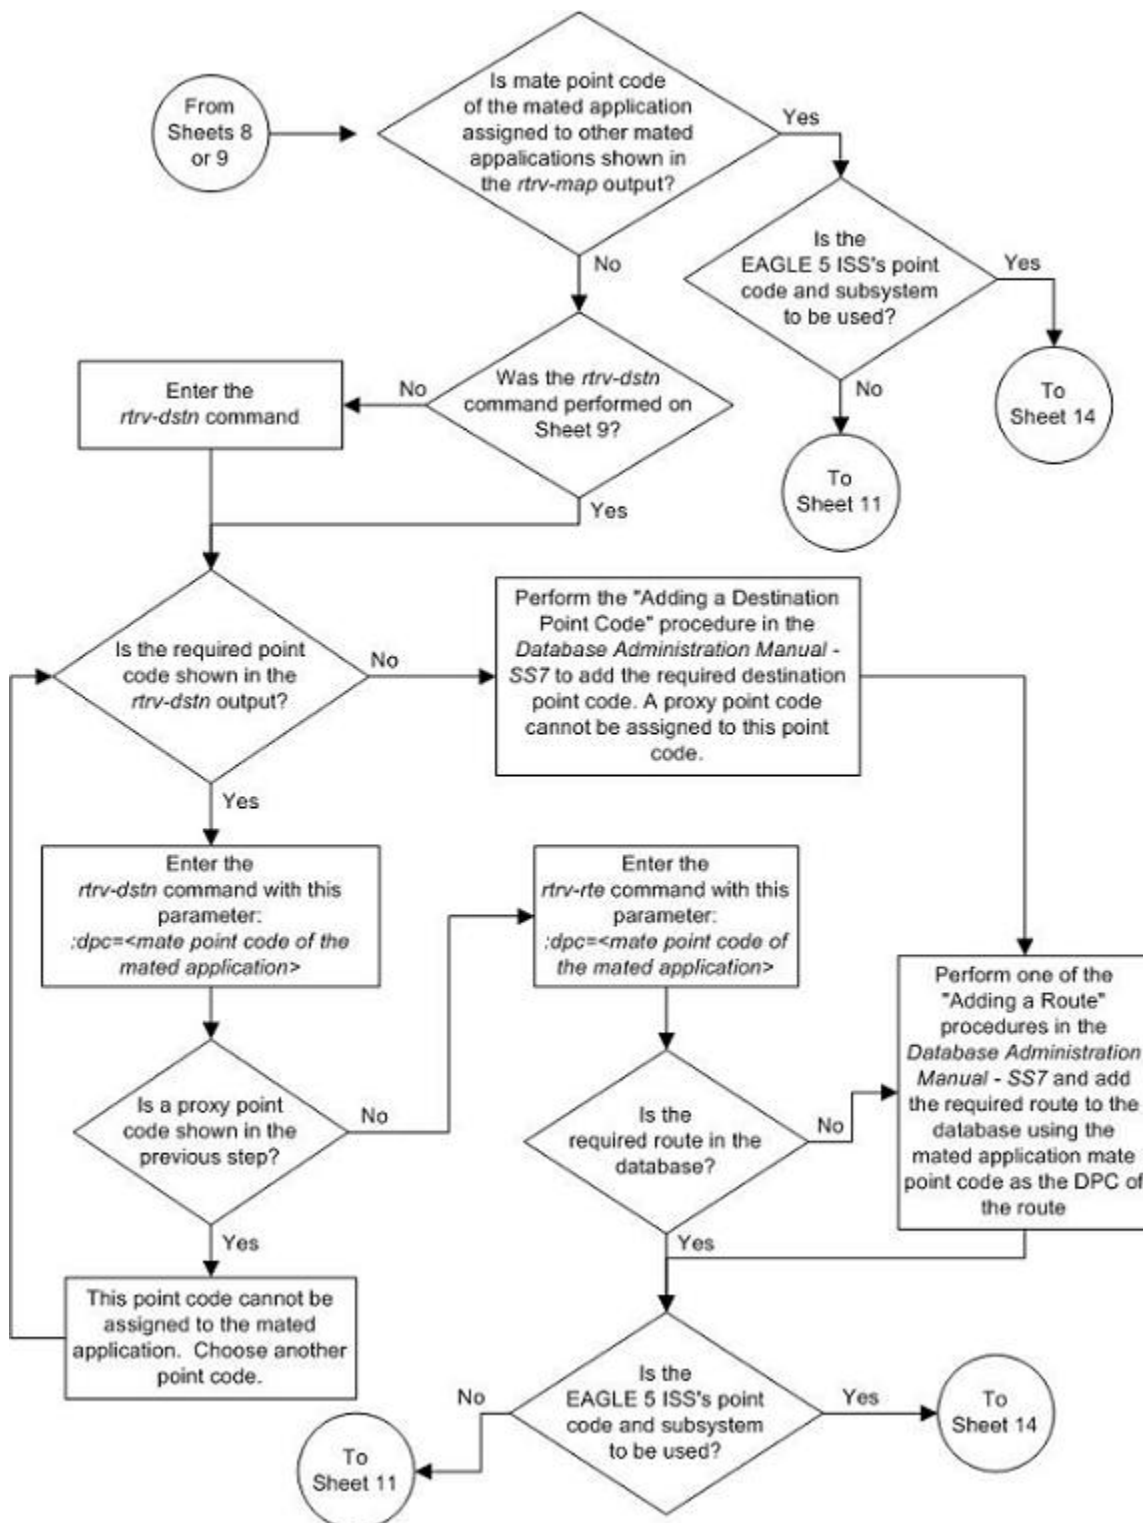 From
Sheets 8
or 9
Is mate point code
of the mated application
assigned to other mated
appalications shown in
the rtrv-map output?
Yes
No
Is the
EAGLE 5 ISS's point
code and subsystem
to be used?
Yes
No
To
Sheet 14
To
Sheet 11
Was the rtrv-dstn
command performed on
Sheet 9?
No
Yes
Enter the
rtrv-dstn command
Is the required point
code shown in the
rtrv-dstn output?
No
Yes
Perform the "Adding a Destination
Point Code" procedure in the
Database Administration Manual -
SS7 to add the required destination
point code. A proxy point code
cannot be assigned to this point
code.
Enter the
rtrv-dstn command with this
parameter:
:dpc=<mate point code of the
mated application>
Enter the
rtrv-rte command with this
parameter:
:dpc=<mate point code of
the mated application>
Perform one of the
"Adding a Route"
procedures in the
Database Administration
Manual - SS7 and add
the required route to the
database using the
mated application mate
point code as the DPC of
the route
Is a proxy point
code shown in the
previous step?
No
Yes
Is the
required route in the
database?
No
Yes
This point code cannot be
assigned to the mated
application. Choose another
point code.
Is the
EAGLE 5 ISS's point
code and subsystem
to be used?
No
Yes
To
Sheet 14
To
Sheet 11